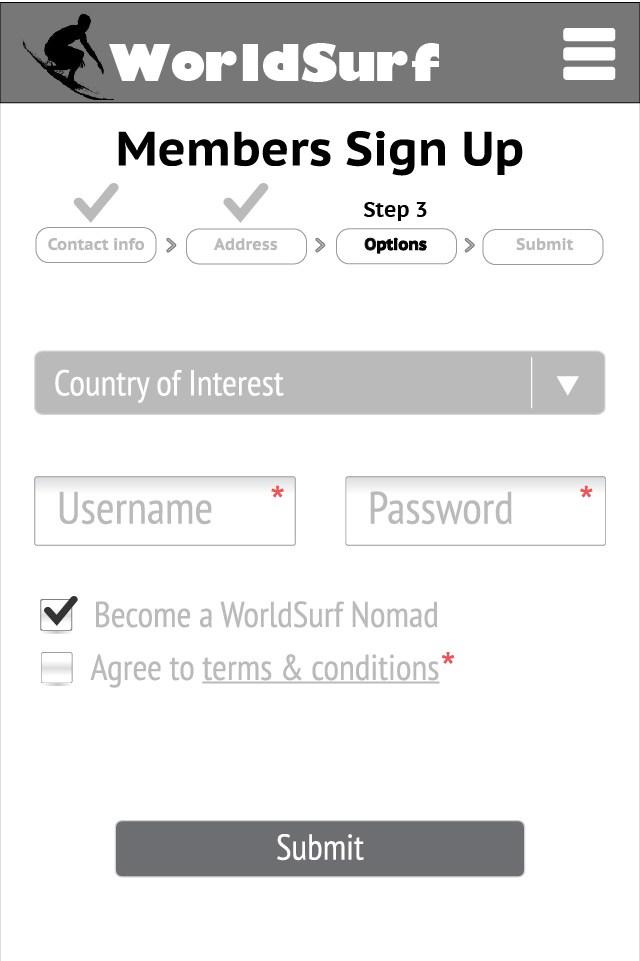 WorldSurf
Members Sign Up
Step 3
Contact info > Address > Options > Submit
Country of Interest
Username * Password *
Become a WorldSurf Nomad
Agree to terms & conditions*
Submit